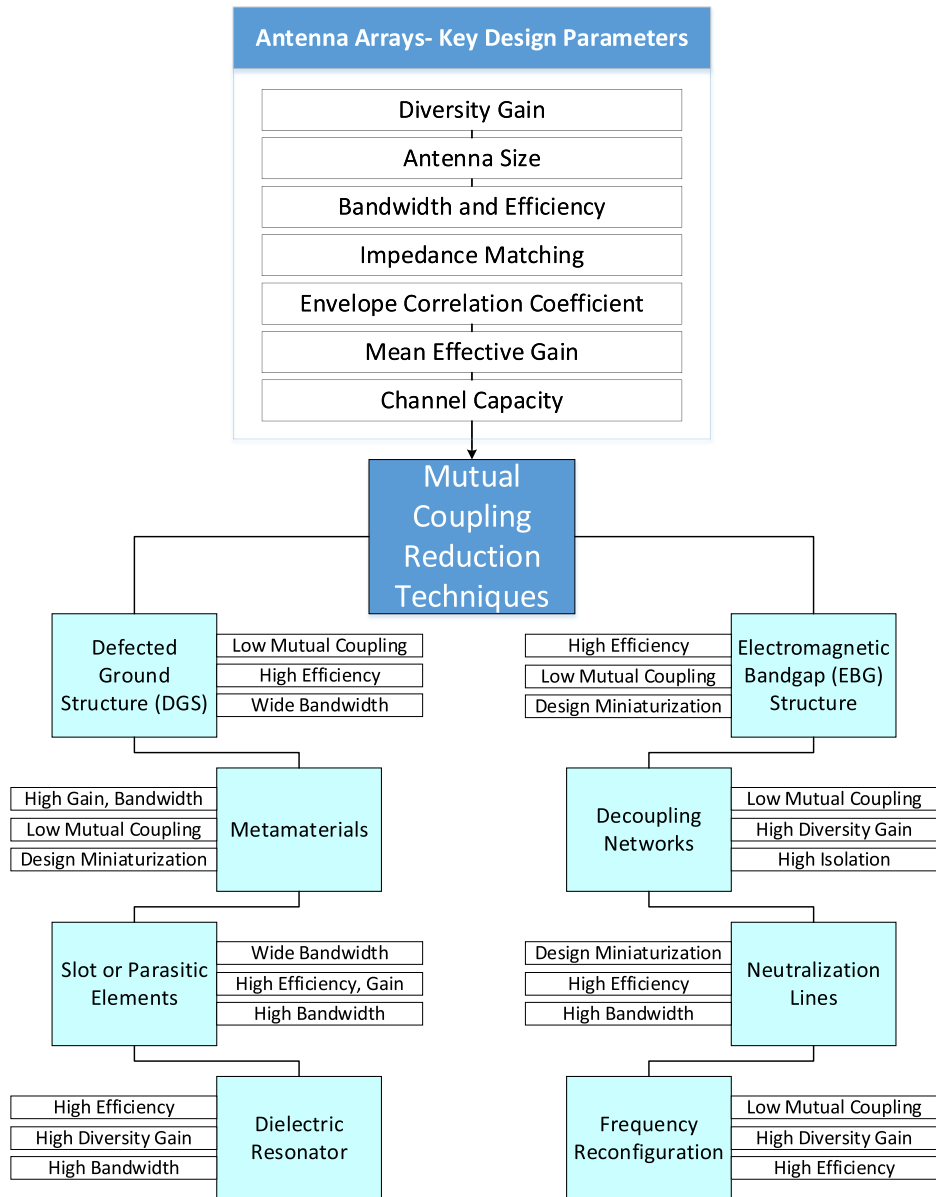 Antenna Arrays- Key Design Parameters
Diversity Gain
Antenna Size
Bandwidth and Efficiency
Impedance Matching
Envelope Correlation Coefficient
Mean Effective Gain
Channel Capacity
Mutual
Coupling
Reduction
Techniques
Defected
Ground
Structure (DGS)
Low Mutual Coupling
High Efficiency
Wide Bandwidth
High Efficiency
Low Mutual Coupling
Design Miniaturization
Electromagnetic
Bandgap (EBG)
Structure
High Gain, Bandwidth
Low Mutual Coupling
Design Miniaturization
Metamaterials
Decoupling
Networks
Low Mutual Coupling
High Diversity Gain
High Isolation
Slot or Parasitic
Elements
Wide Bandwidth
High Efficiency, Gain
High Bandwidth
Design Miniaturization
High Efficiency
High Bandwidth
Neutralization
Lines
High Efficiency
High Diversity Gain
High Bandwidth
Dielectric
Resonator
Frequency
Reconfiguration
Low Mutual Coupling
High Diversity Gain
High Efficiency